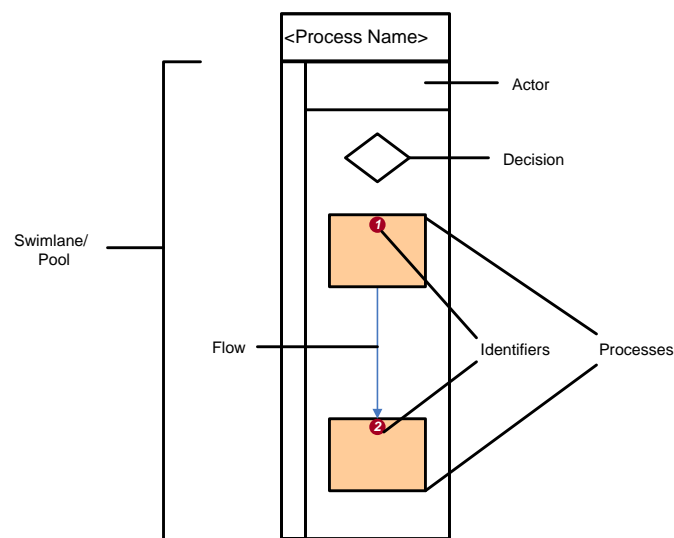 <Process Name>
Actor
Decision
1
Swimlane/
Pool
Flow
Identifiers
Processes
2